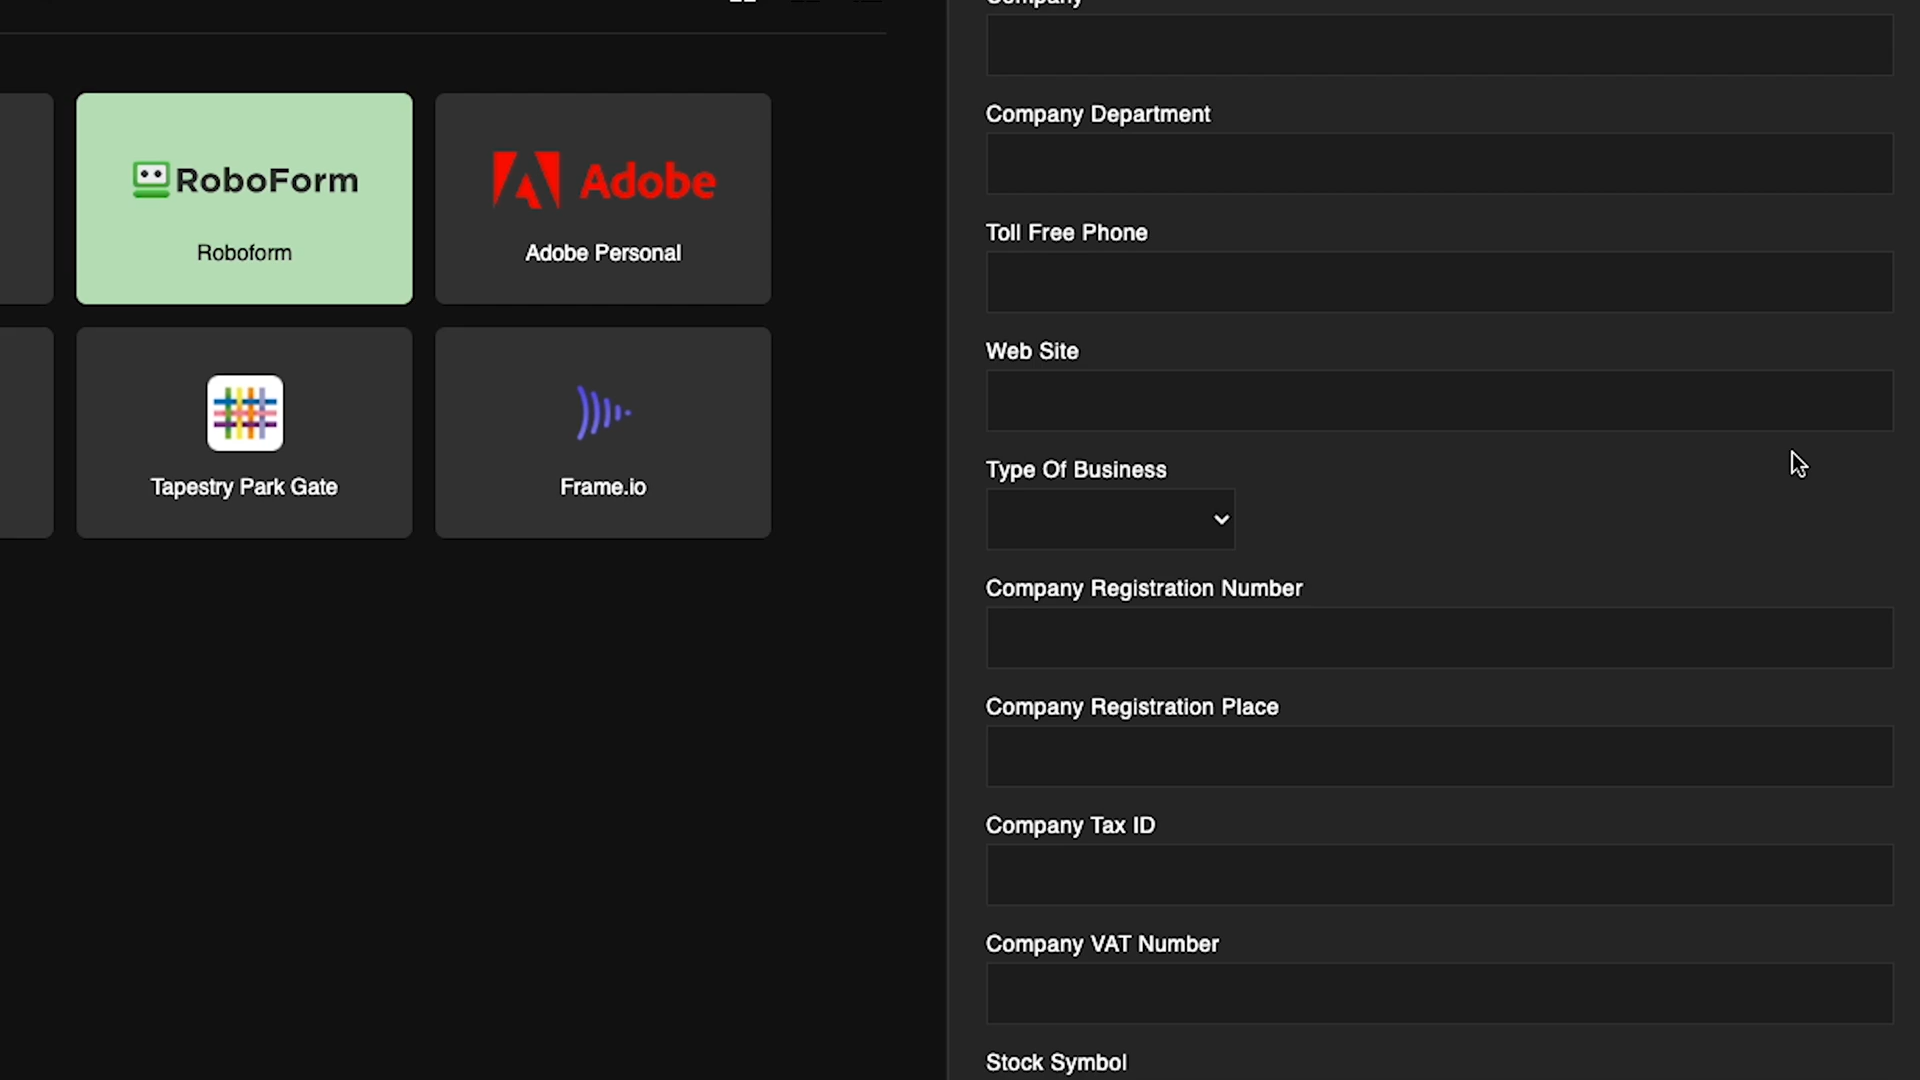 RoboForm
Roboform
Adobe
Adobe Personal
Tapestry Park Gate
Frame.io
Company
Company Department
Toll Free Phone
Web Site
Type Of Business
Company Registration Number
Company Registration Place
Company Tax ID
Company VAT Number
Stock Symbol